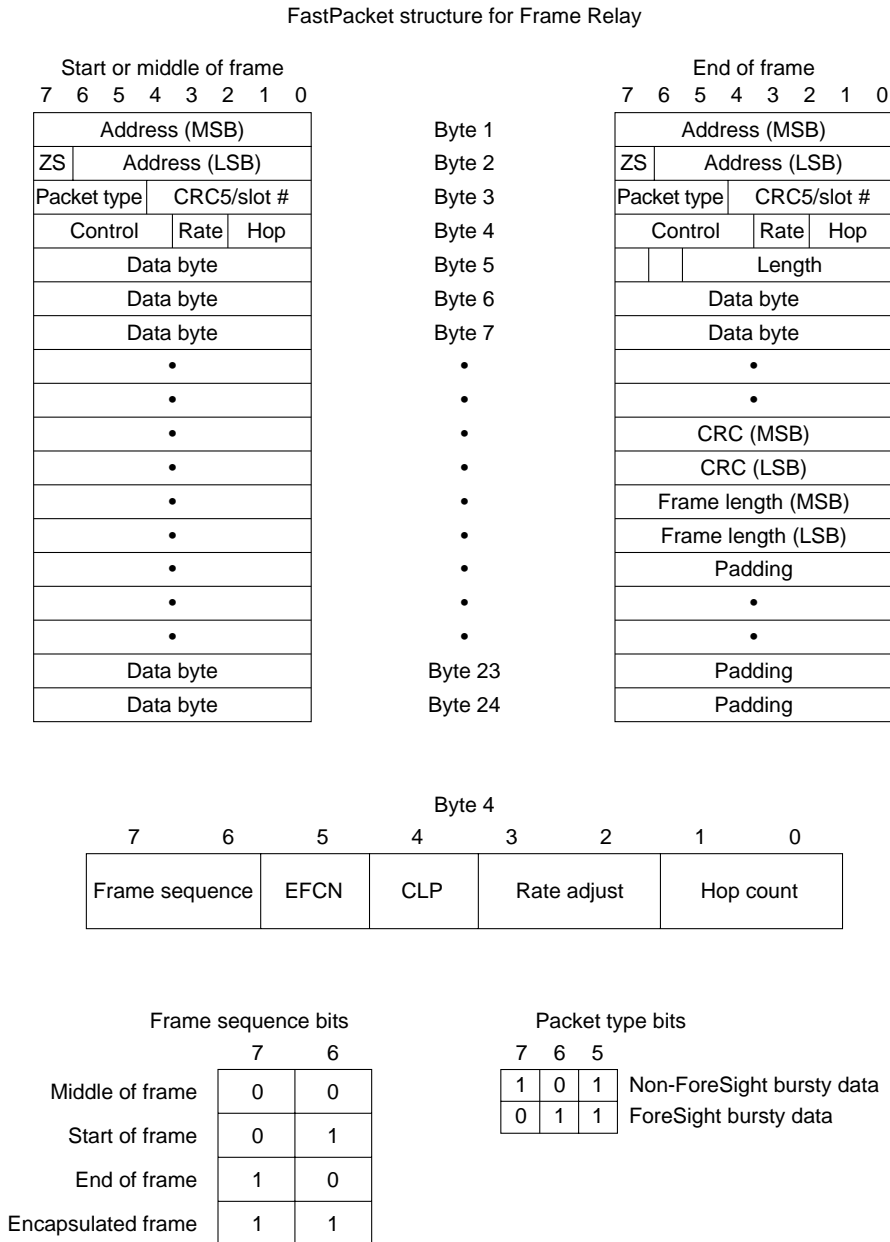 FastPacket structure for Frame Relay
Start or middle of frame End of frame
7 6 5 4 3 2 1 0 7 6 5 4 3 2 1 0
Address (MSB) Byte 1 Address (MSB)
ZS Address (LSB) Byte 2 ZS Address (LSB)
Packet type CRC5/slot # Byte 3 Packet type CRC5/slot #
Control Rate Hop Byte 4 Control Rate Hop
Data byte Byte 5 Length
Data byte Byte 6 Data byte
Data byte Byte 7 Data byte
• • •
• • •
• • CRC (MSB)
• • CRC (LSB)
• • Frame length (MSB)
• • Frame length (LSB)
• • Padding
• • •
• • •
Data byte Byte 23 Padding
Data byte Byte 24 Padding
Byte 4
7 6 5 4 3 2 1 0
Frame sequence EFCN CLP Rate adjust Hop count
Frame sequence bits Packet type bits
7 6 7 6 5
Middle of frame 0 0 1 0 1 Non-ForeSight bursty data
Start of frame 0 1 0 1 1 ForeSight bursty data
End of frame 1 0
Encapsulated frame 1 1